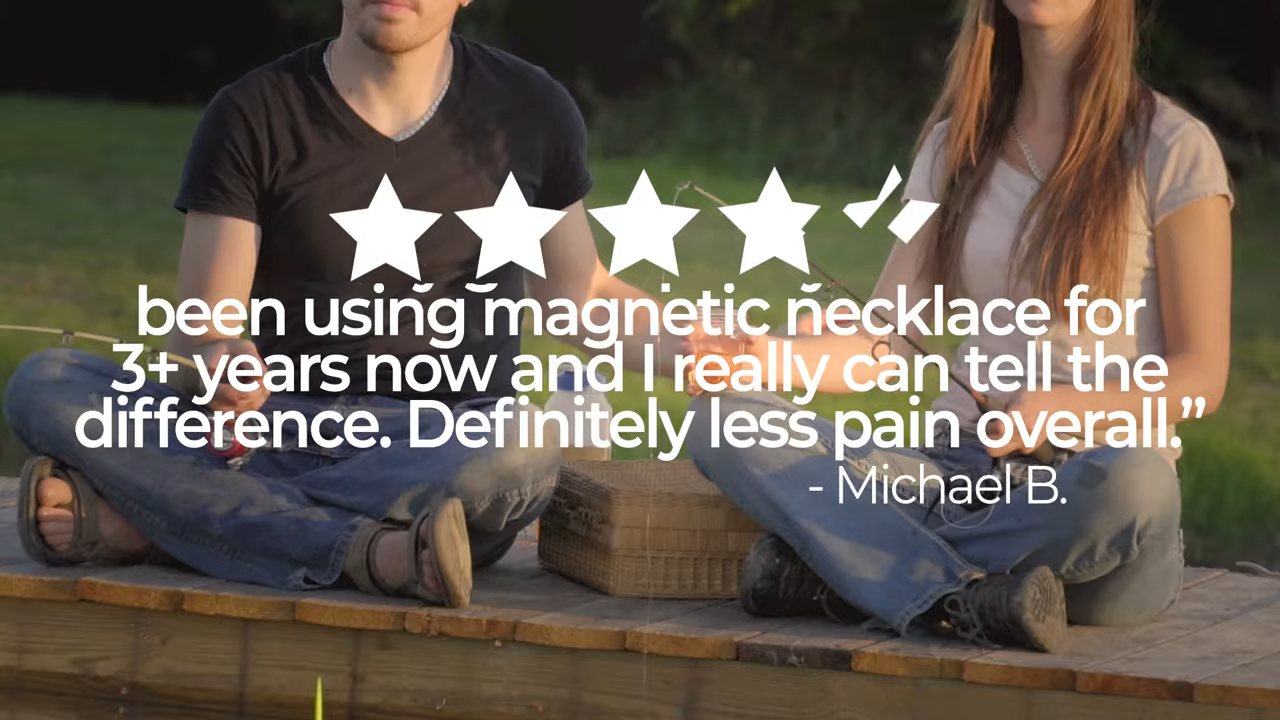 been using magnetic necklace for
3+ years now and I really can tell the
difference. Definitely less pain overall.”
- Michael B.